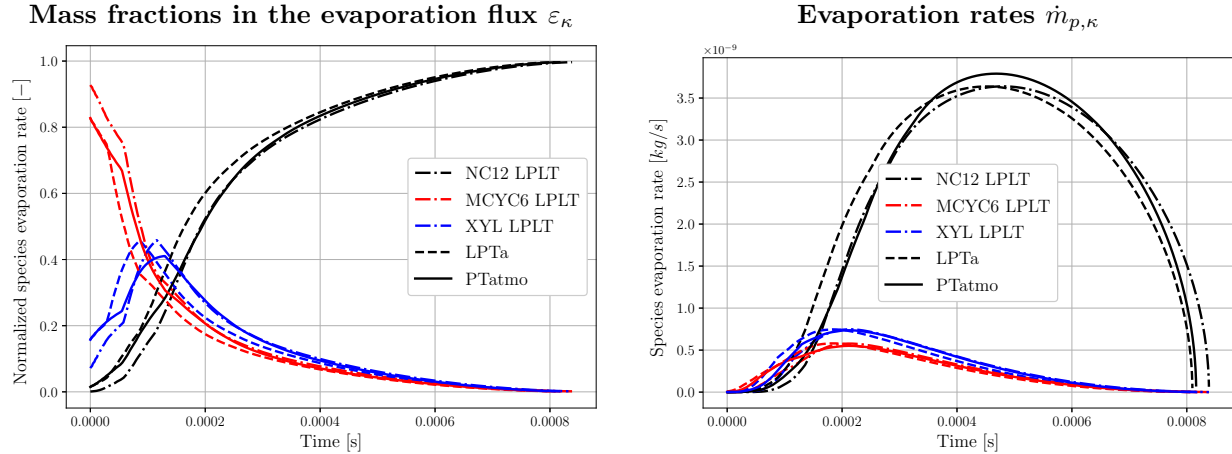 Mass fractions in the evaporation flux ε_κ
Normalized species evaporation rate [−]
1.0
0.8
0.6
0.4
0.2
0.0
NC12 LPLT
MCYC6 LPLT
XYL LPLT
LPTa
PTatmo
0.0000 0.0002 0.0004 0.0006 0.0008
Time [s]
Evaporation rates ṁ_{p,κ}
×10⁻⁹
Species evaporation rate [kg/s]
3.5
3.0
2.5
2.0
1.5
1.0
0.5
0.0
NC12 LPLT
MCYC6 LPLT
XYL LPLT
LPTa
PTatmo
0.0000 0.0002 0.0004 0.0006 0.0008
Time [s]